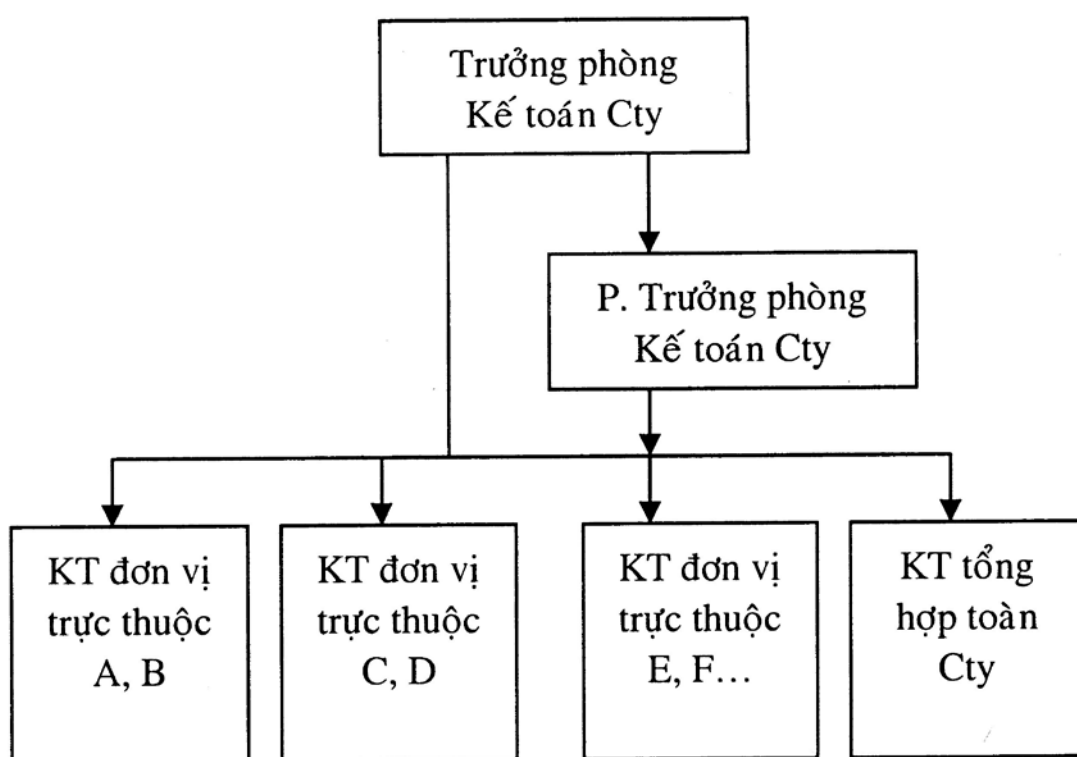 Trưởng phòng
Kế toán Cty
P. Trưởng phòng
Kế toán Cty
KT đơn vị
trực thuộc
A, B
KT đơn vị
trực thuộc
C, D
KT đơn vị
trực thuộc
E, F...
KT tổng
hợp toàn
Cty